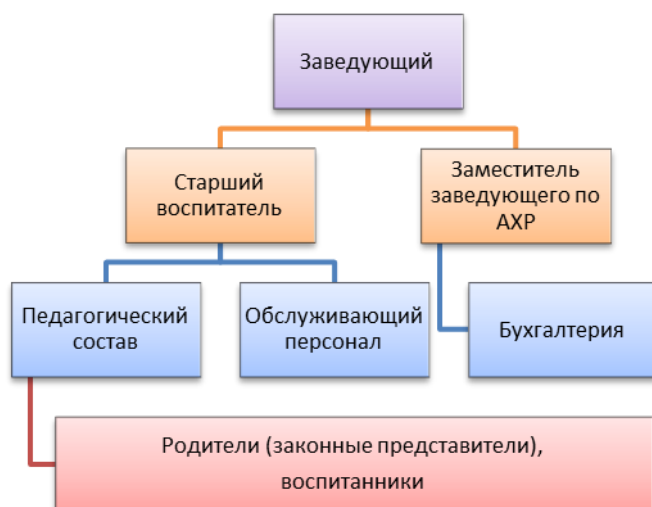 Заведующий
Старший
воспитатель
Заместитель
заведующего по
АХР
Педагогический
состав
Обслуживающий
персонал
Бухгалтерия
Родители (законные представители),
воспитанники